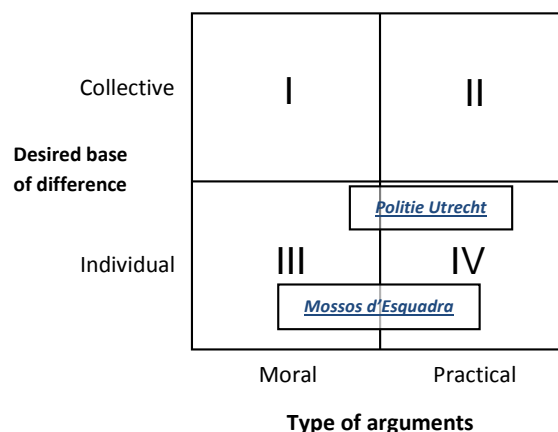 Collective
I
II
Desired base
of difference
Politie Utrecht
Individual
III
IV
Mossos d'Esquadra
Moral
Practical
Type of arguments